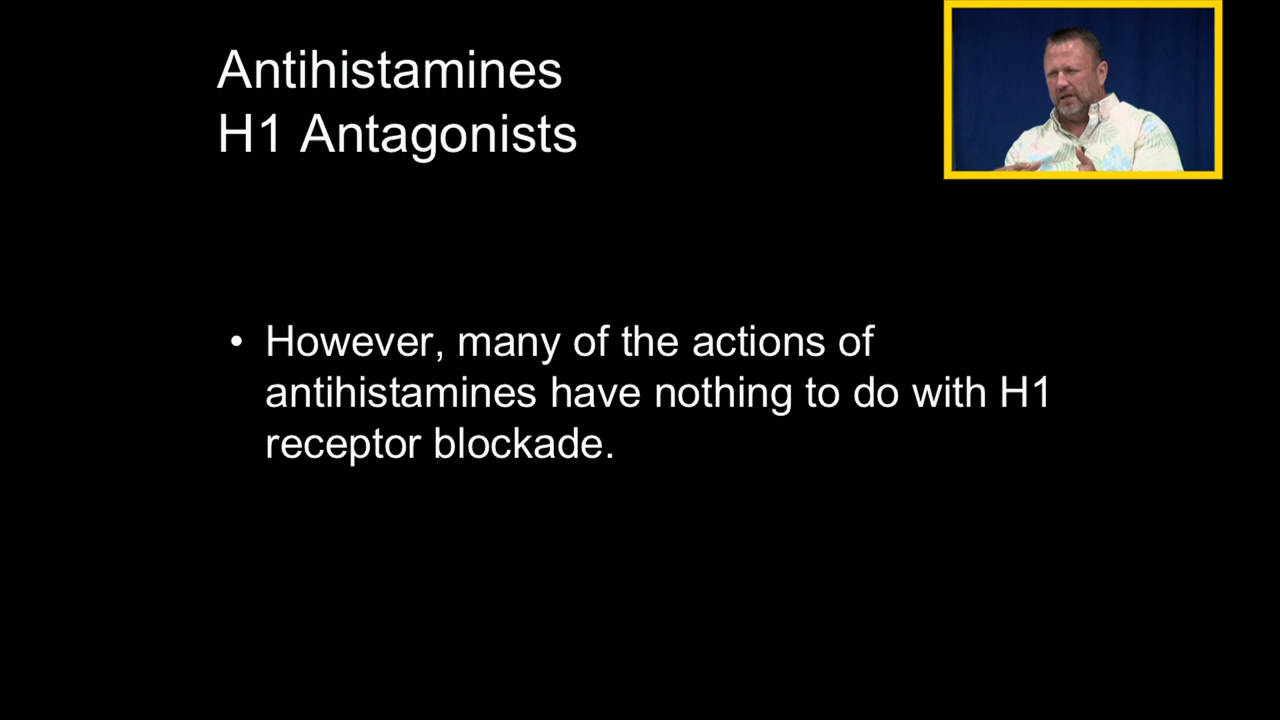 Antihistamines
H1 Antagonists
• However, many of the actions of
antihistamines have nothing to do with H1
receptor blockade.